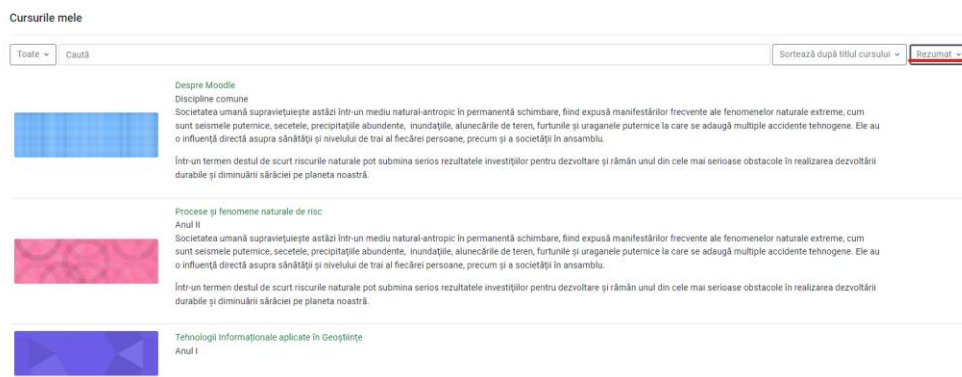 Cursurile mele
Toate
Caută
Sortează după titlul cursului
Rezumat
Despre Moodle
Discipline comune
Societatea umană supraviețuiește astăzi într-un mediu natural-antropic în permanentă schimbare, fiind expusă manifestărilor frecvente ale fenomenelor naturale extreme, cum
sunt seismele puternice, secetele, precipitațiile abundente, inundațiile, alunecările de teren, furtunile și uraganele puternice la care se adaugă multiple accidente tehnogene. Ele au
o influență directă asupra sănătății și nivelului de trai al fiecărei persoane, precum și a societății în ansamblu.
Într-un termen destul de scurt riscurile naturale pot submina serios rezultatele investițiilor pentru dezvoltare și rămân unul din cele mai serioase obstacole în realizarea dezvoltării
durabile și diminuării sărăciei pe planeta noastră.
Procese și fenomene naturale de risc
Anul II
Societatea umană supraviețuiește astăzi într-un mediu natural-antropic în permanentă schimbare, fiind expusă manifestărilor frecvente ale fenomenelor naturale extreme, cum
sunt seismele puternice, secetele, precipitațiile abundente, inundațiile, alunecările de teren, furtunile și uraganele puternice la care se adaugă multiple accidente tehnogene. Ele au
o influență directă asupra sănătății și nivelului de trai al fiecărei persoane, precum și a societății în ansamblu.
Într-un termen destul de scurt riscurile naturale pot submina serios rezultatele investițiilor pentru dezvoltare și rămân unul din cele mai serioase obstacole în realizarea dezvoltării
durabile și diminuării sărăciei pe planeta noastră.
Tehnologii Informaționale aplicate în Geoștiințe
Anul I